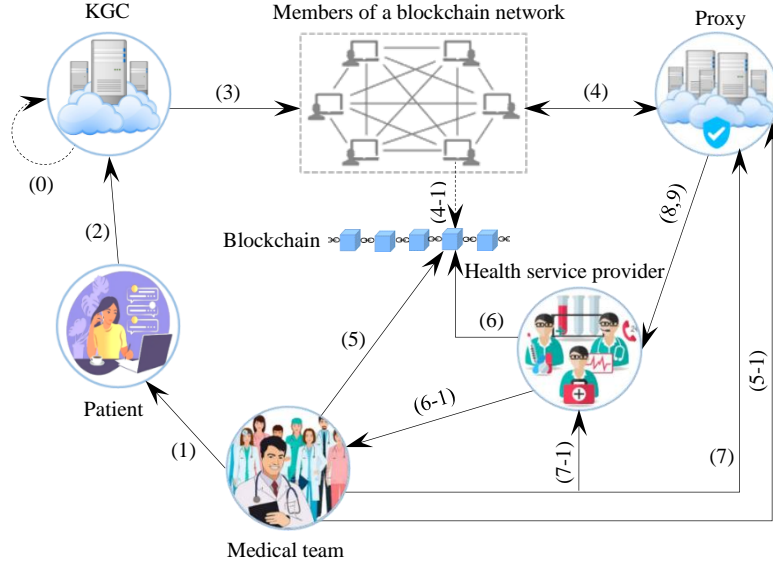 KGC
Members of a blockchain network
Proxy
(3)
(4)
(0)
(4-1)
(8,9)
(2)
Blockchain
Health service provider
(6)
(5)
(5-1)
Patient
(6-1)
(1)
(7-1)
(7)
Medical team